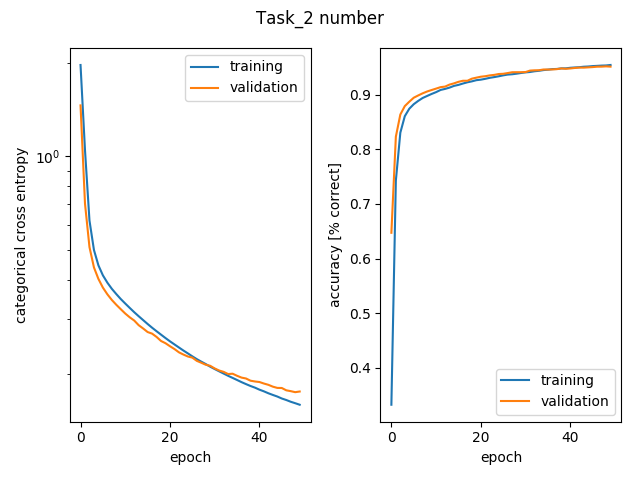 Task_2 number
training
validation
categorical cross entropy
10⁰
0
20
40
epoch
accuracy [% correct]
0.9
0.8
0.7
0.6
0.5
0.4
training
validation
0
20
40
epoch